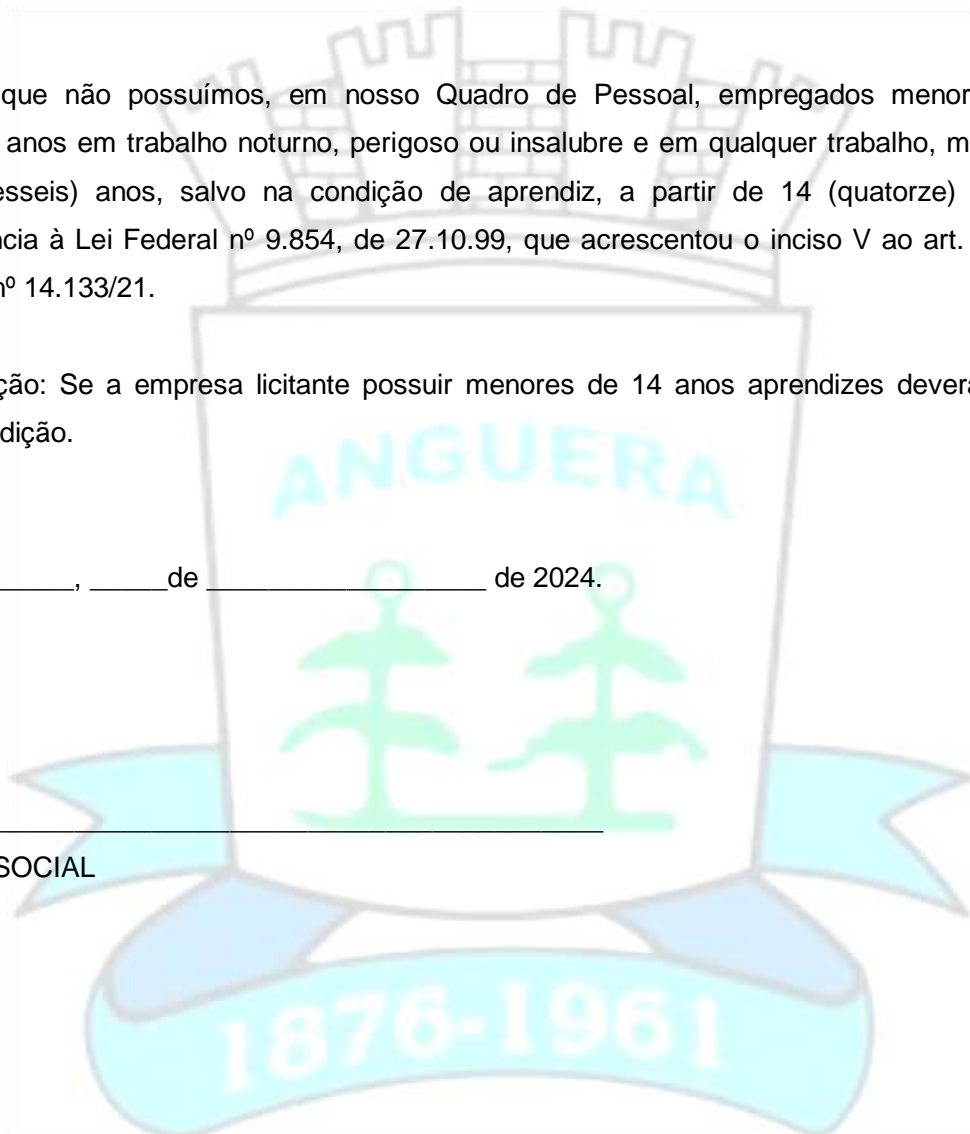 que não possuímos, em nosso Quadro de Pessoal, empregados menor
anos em trabalho noturno, perigoso ou insalubre e em qualquer trabalho, m
esseis) anos, salvo na condição de aprendiz, a partir de 14 (quatorze)
ncia à Lei Federal nº 9.854, de 27.10.99, que acrescentou o inciso V ao art.
nº 14.133/21.
ção: Se a empresa licitante possuir menores de 14 anos aprendizes deverá
dição.
ANGUERA
_____, _____de __________________ de 2024.
_______________________________________
SOCIAL
1876-1961